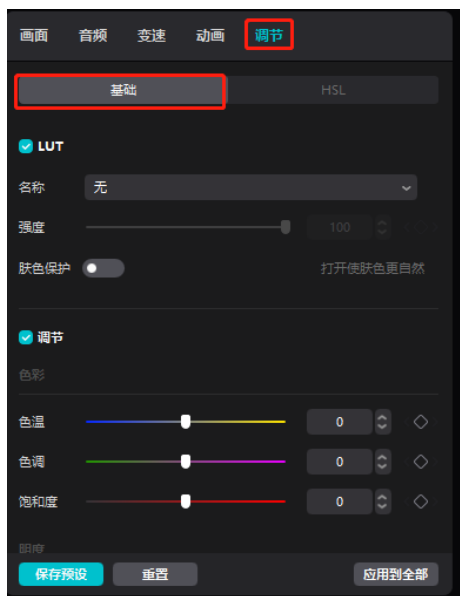 画面 音频 变速 动画 调节
基础 HSL
LUT
名称 无
强度 100
肤色保护 打开使肤色更自然
调节
色彩
色温 0
色调 0
饱和度 0
明度
保存预设 重置 应用到全部